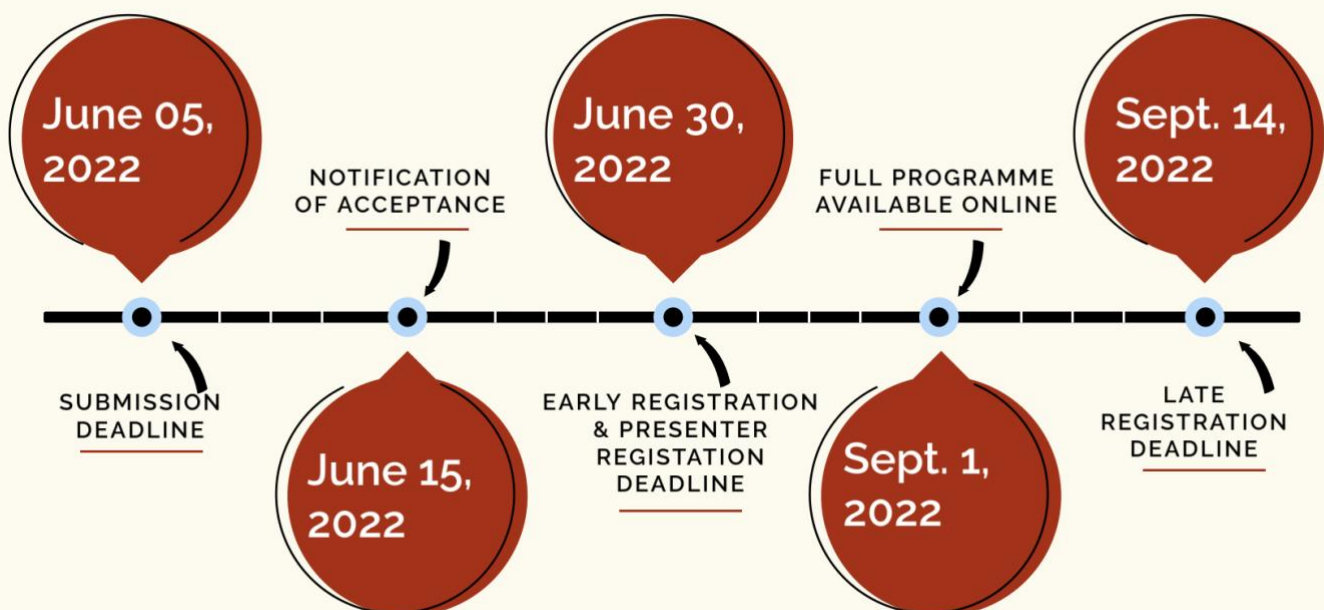 June 05,
2022
SUBMISSION
DEADLINE
NOTIFICATION
OF ACCEPTANCE
June 15,
2022
June 30,
2022
EARLY REGISTRATION
& PRESENTER
REGISTATION
DEADLINE
FULL PROGRAMME
AVAILABLE ONLINE
Sept. 1,
2022
Sept. 14,
2022
LATE
REGISTRATION
DEADLINE